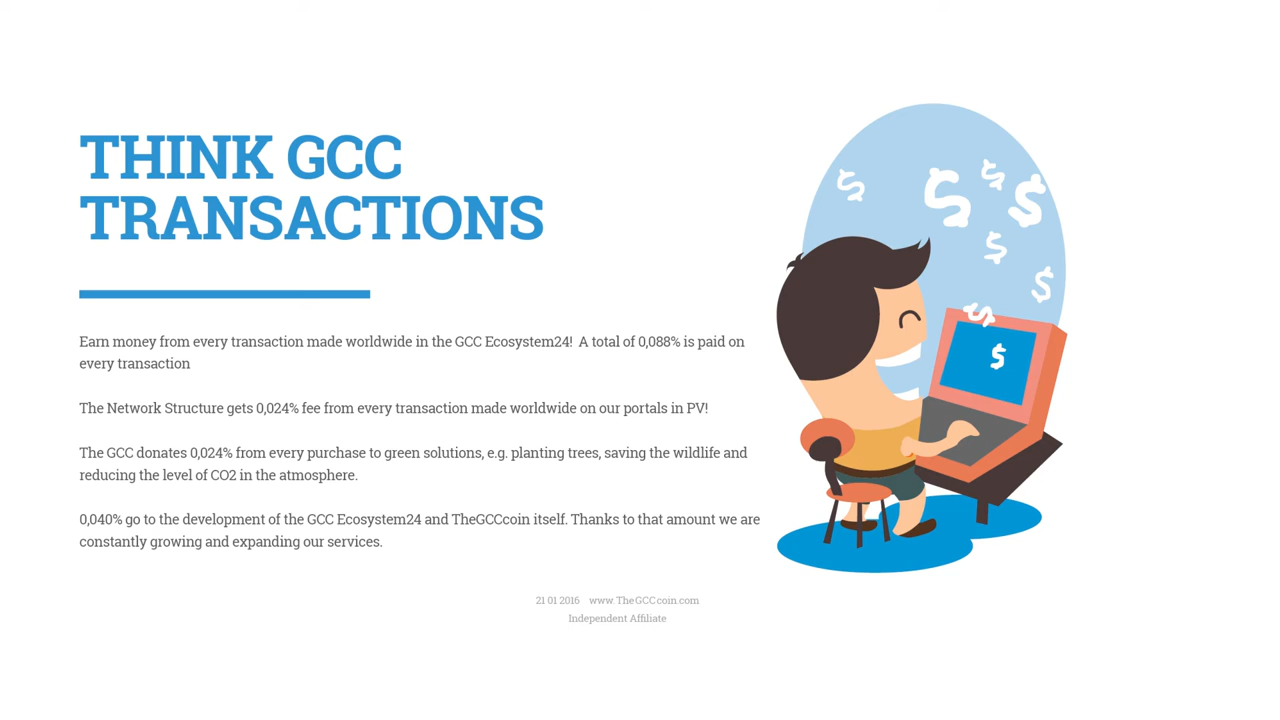 THINK GCC
TRANSACTIONS
Earn money from every transaction made worldwide in the GCC Ecosystem24!  A total of 0,088% is paid on
every transaction
The Network Structure gets 0,024% fee from every transaction made worldwide on our portals in PV!
The GCC donates 0,024% from every purchase to green solutions, e.g. planting trees, saving the wildlife and
reducing the level of CO2 in the atmosphere.
0,040% go to the development of the GCC Ecosystem24 and TheGCCcoin itself. Thanks to that amount we are
constantly growing and expanding our services.
21 01 2016 www.TheGCCcoin.com
Independent Affiliate